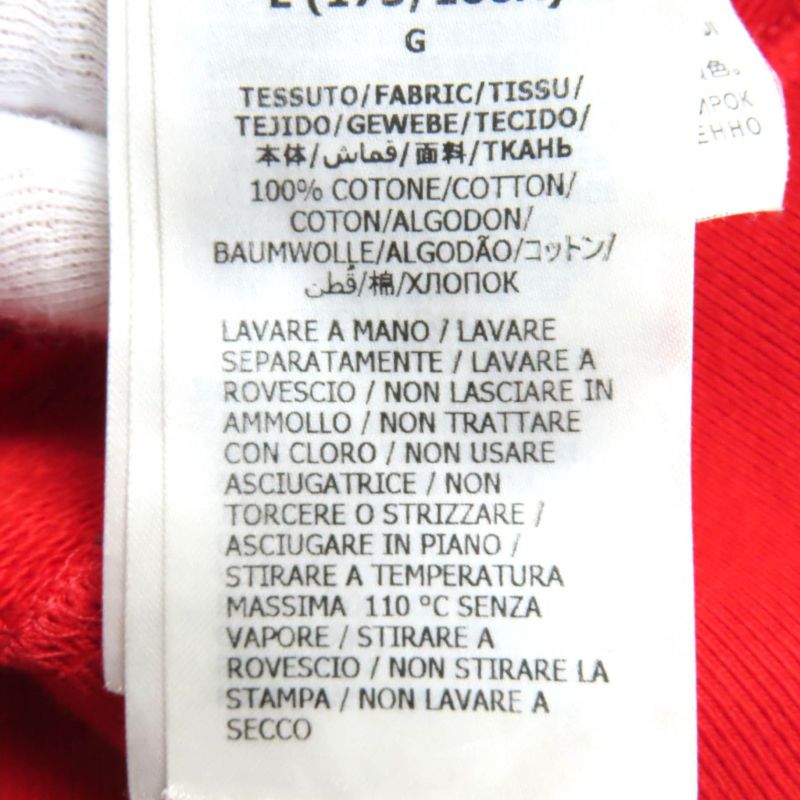 G
TESSUTO/FABRIC/TISSU/
TEJIDO/GEWEBE/TECIDO/
本体/قماش/面料/ТКАНЬ
100% COTONE/COTTON/
COTON/ALGODON/
BAUMWOLLE/ALGODÃO/コットン/
قُطن/棉/ХЛОПОК
LAVARE A MANO / LAVARE
SEPARATAMENTE / LAVARE A
ROVESCIO / NON LASCIARE IN
AMMOLLO / NON TRATTARE
CON CLORO / NON USARE
ASCIUGATRICE / NON
TORCERE O STRIZZARE /
ASCIUGARE IN PIANO /
STIRARE A TEMPERATURA
MASSIMA 110 °C SENZA
VAPORE / STIRARE A
ROVESCIO / NON STIRARE LA
STAMPA / NON LAVARE A
SECCO
色。